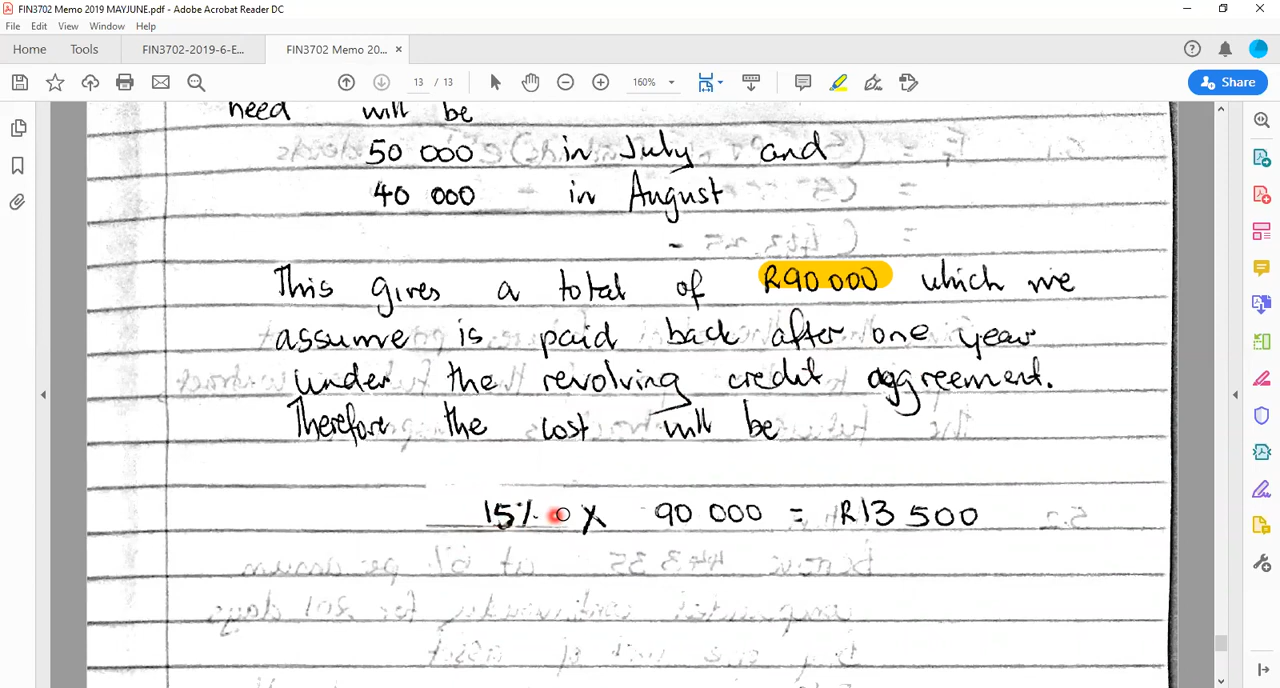 FIN3702 Memo 2019 MAYJUNE.pdf - Adobe Acrobat Reader DC
File Edit View Window Help
Home Tools FIN3702-2019-6-E... FIN3702 Memo 20... ×
13 / 13 160% Share
need will be
50 000 in July and
40 000 in August
This gives a total of R90 000 which we
assume is paid back after one year
under the revolving credit aggreement.
Therefore the cost will be
15% x 90 000 = R13 500